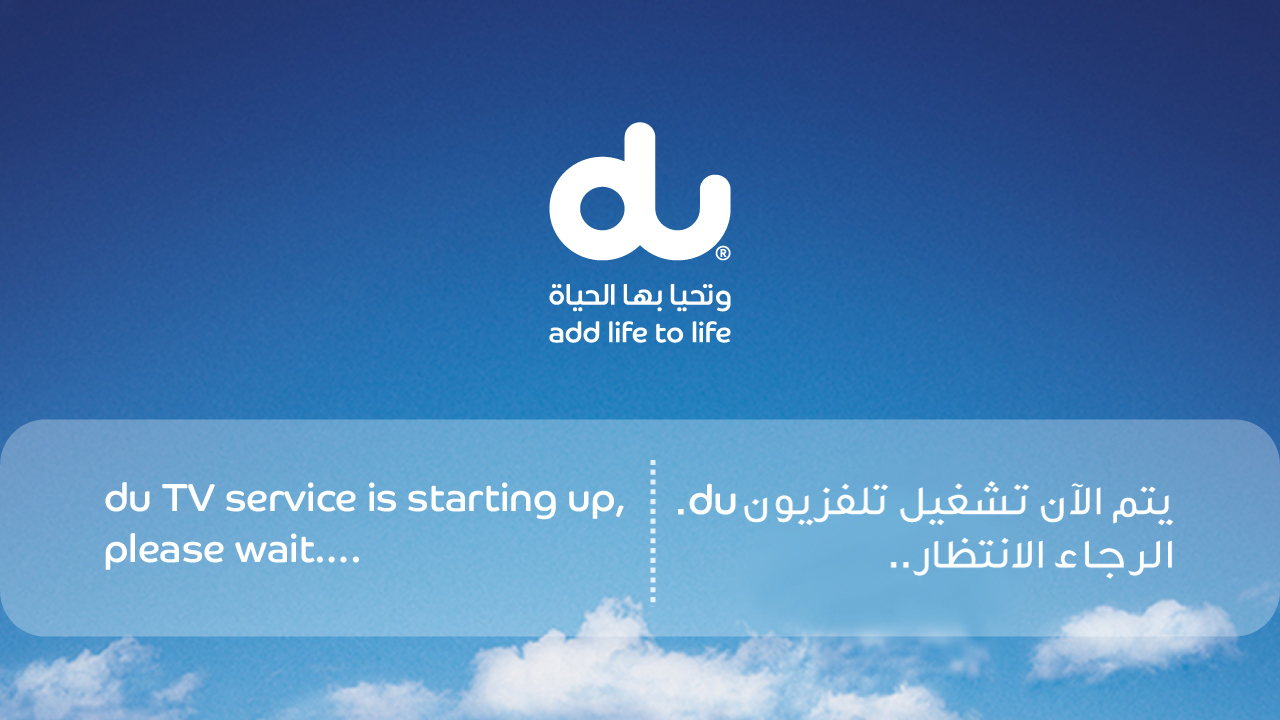 du®
وتحيا بها الحياة
add life to life
du TV service is starting up,
please wait....
يتم الآن تشغيل تلفزيون du.
الرجاء الانتظار..